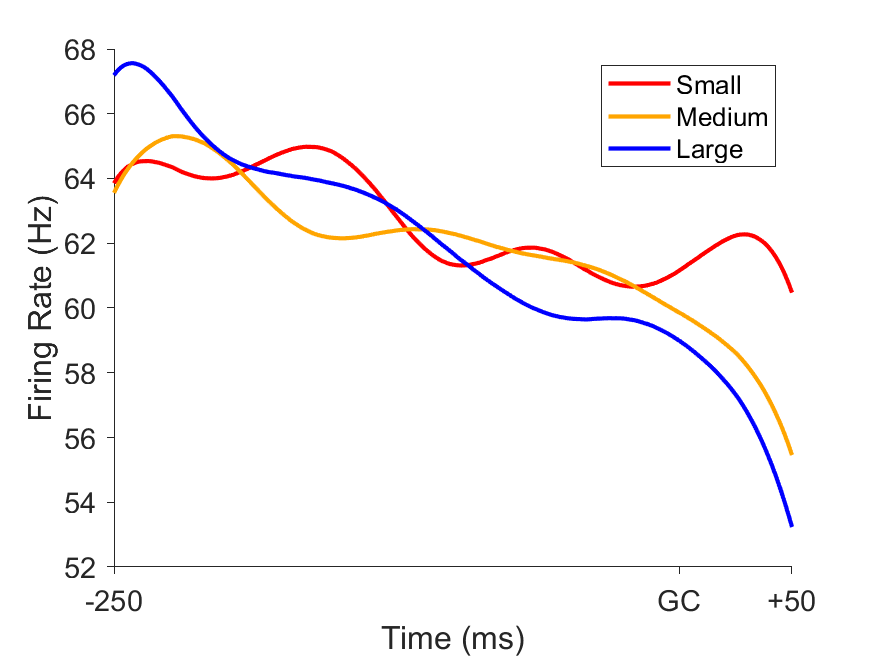 68
66
64
62
60
58
56
54
52
Firing Rate (Hz)
Small
Medium
Large
-250
GC
+50
Time (ms)